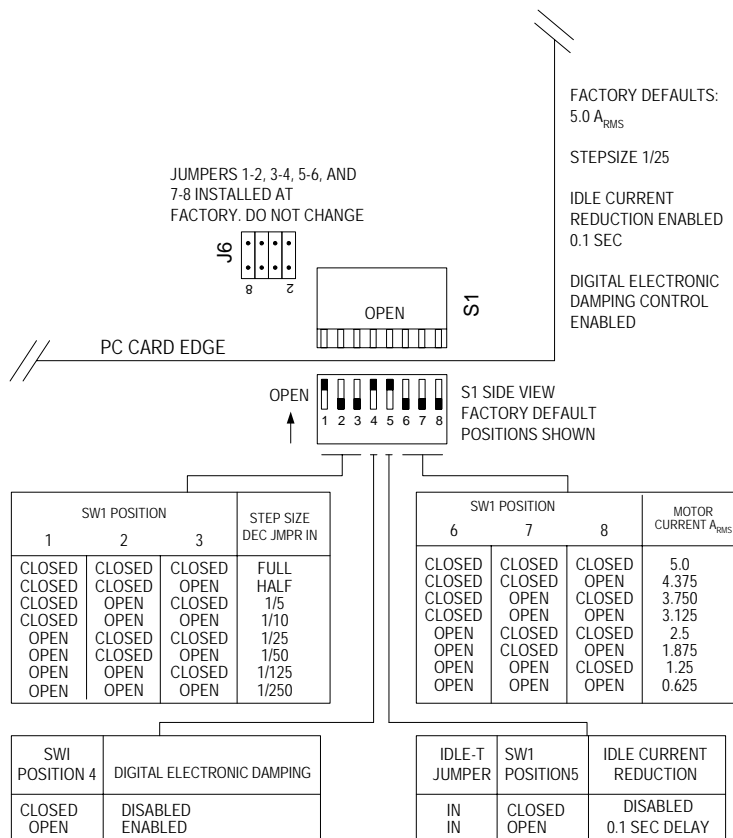 FACTORY DEFAULTS:
5.0 ARMS
STEPSIZE 1/25
IDLE CURRENT
REDUCTION ENABLED
0.1 SEC
DIGITAL ELECTRONIC
DAMPING CONTROL
ENABLED
JUMPERS 1-2, 3-4, 5-6, AND
7-8 INSTALLED AT
FACTORY. DO NOT CHANGE
J6
8 2
OPEN
S1
PC CARD EDGE
OPEN
1 2 3 4 5 6 7 8
S1 SIDE VIEW
FACTORY DEFAULT
POSITIONS SHOWN
SW1 POSITION
1 2 3
STEP SIZE
DEC JMPR IN
CLOSED CLOSED CLOSED FULL
CLOSED CLOSED OPEN HALF
CLOSED OPEN CLOSED 1/5
CLOSED OPEN OPEN 1/10
OPEN CLOSED CLOSED 1/25
OPEN CLOSED OPEN 1/50
OPEN OPEN CLOSED 1/125
OPEN OPEN OPEN 1/250
SW1 POSITION
6 7 8
MOTOR
CURRENT ARMS
CLOSED CLOSED CLOSED 5.0
CLOSED CLOSED OPEN 4.375
CLOSED OPEN CLOSED 3.750
CLOSED OPEN OPEN 3.125
OPEN CLOSED CLOSED 2.5
OPEN CLOSED OPEN 1.875
OPEN OPEN CLOSED 1.25
OPEN OPEN OPEN 0.625
SWI
POSITION 4
DIGITAL ELECTRONIC DAMPING
CLOSED DISABLED
OPEN ENABLED
IDLE-T
JUMPER
SW1
POSITION5
IDLE CURRENT
REDUCTION
IN CLOSED DISABLED
IN OPEN 0.1 SEC DELAY